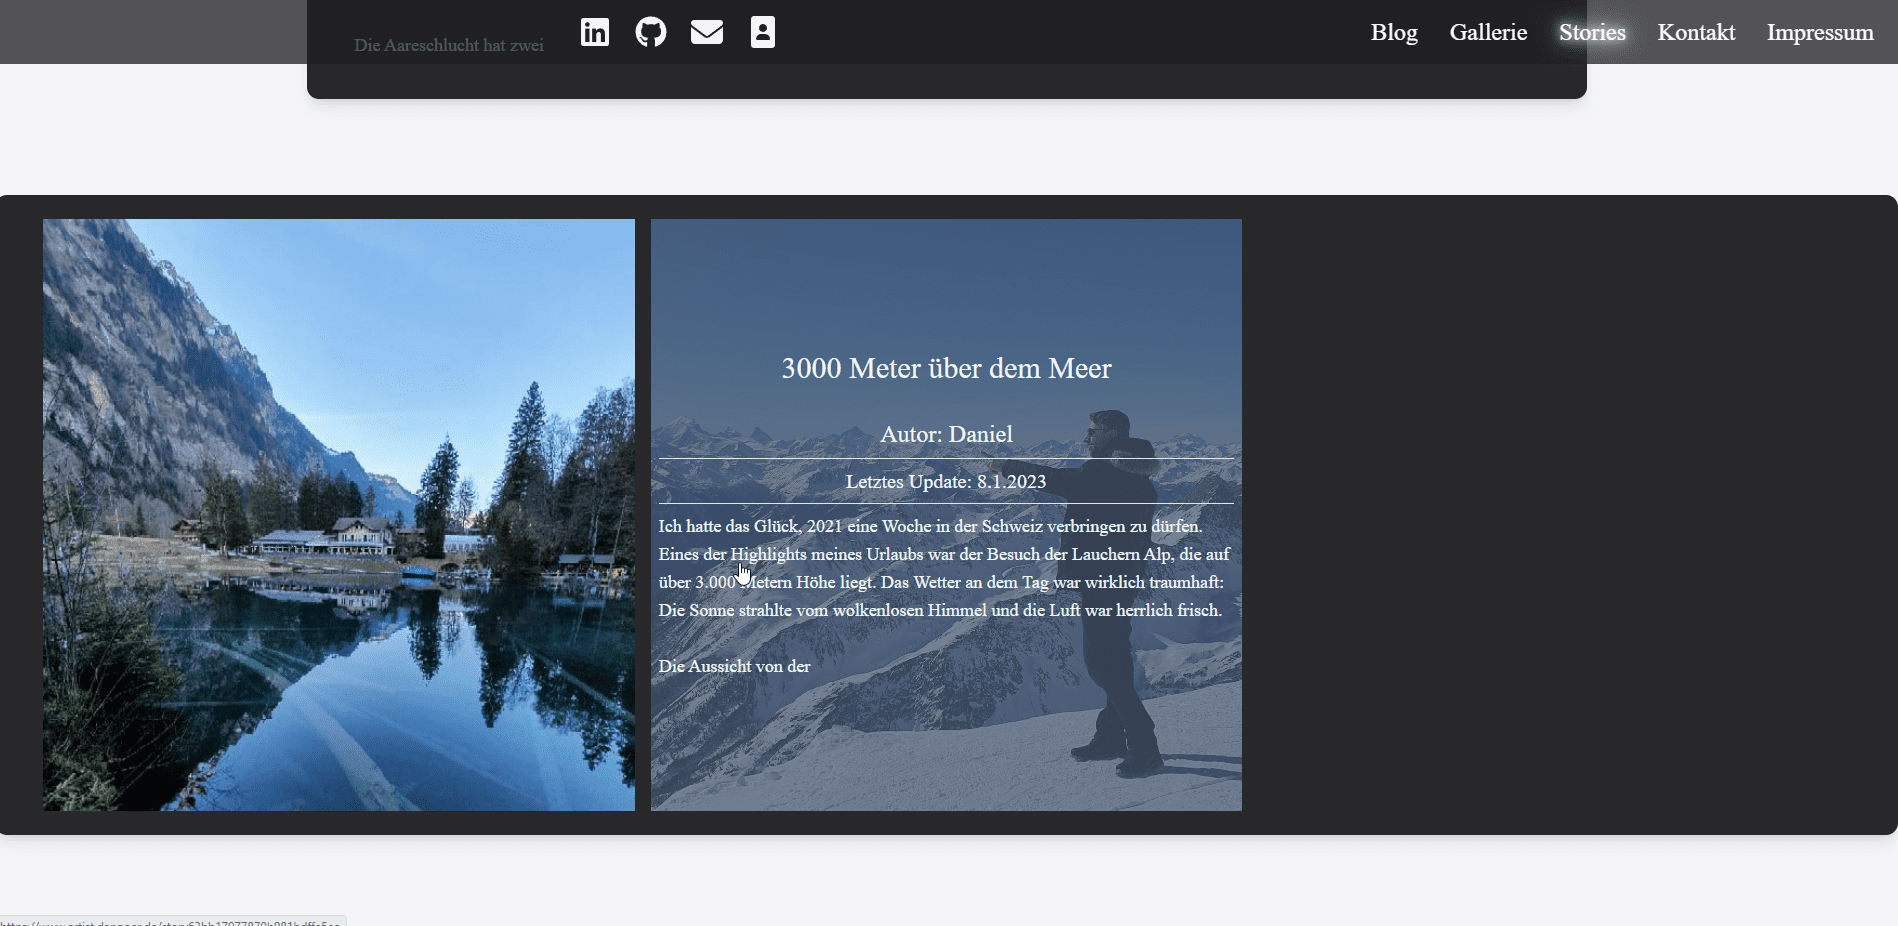 Die Aareschlucht hat zwei
in
Blog Gallerie Stories Kontakt Impressum
3000 Meter über dem Meer
Autor: Daniel
Letztes Update: 8.1.2023
Ich hatte das Glück, 2021 eine Woche in der Schweiz verbringen zu dürfen.
Eines der Highlights meines Urlaubs war der Besuch der Lauchern Alp, die auf
über 3.000 Metern Höhe liegt. Das Wetter an dem Tag war wirklich traumhaft:
Die Sonne strahlte vom wolkenlosen Himmel und die Luft war herrlich frisch.
Die Aussicht von der